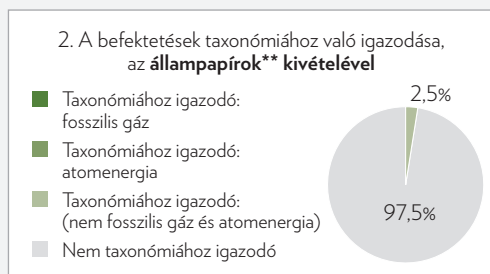 2. A befektetések taxonómiához való igazodása,
az állampapírok** kivételével
Taxonómiához igazodó:
fosszilis gáz
Taxonómiához igazodó:
atomenergia
Taxonómiához igazodó:
(nem fosszilis gáz és atomenergia)
Nem taxonómiához igazodó
2,5%
97,5%